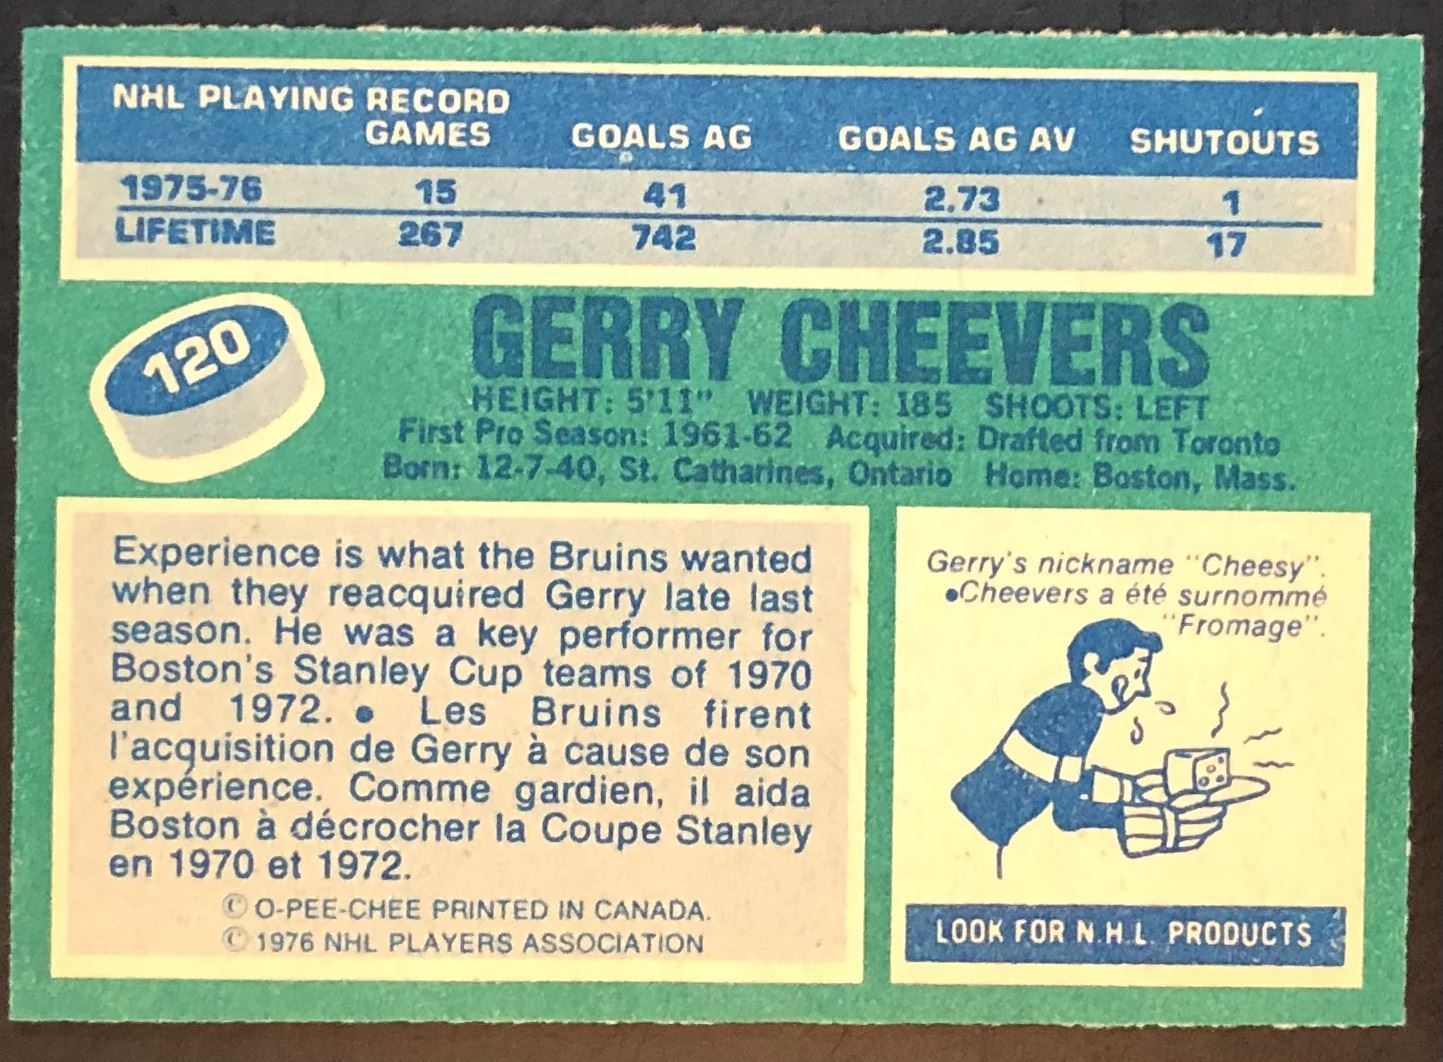 NHL PLAYING RECORD
GAMES GOALS AG GOALS AG AV SHUTOUTS
1975-76 15 41 2.73 1
LIFETIME 267 742 2.85 17
120
GERRY CHEEVERS
HEIGHT: 5'11" WEIGHT: 185 SHOOTS: LEFT
First Pro Season: 1961-62 Acquired: Drafted from Toronto
Born: 12-7-40, St. Catharines, Ontario Home: Boston, Mass.
Experience is what the Bruins wanted
when they reacquired Gerry late last
season. He was a key performer for
Boston's Stanley Cup teams of 1970
and 1972. • Les Bruins firent
l'acquisition de Gerry à cause de son
expérience. Comme gardien, il aida
Boston à décrocher la Coupe Stanley
en 1970 et 1972.
© O-PEE-CHEE PRINTED IN CANADA.
© 1976 NHL PLAYERS ASSOCIATION
Gerry's nickname "Cheesy".
•Cheevers a été surnommé
"Fromage".
LOOK FOR N.H.L. PRODUCTS